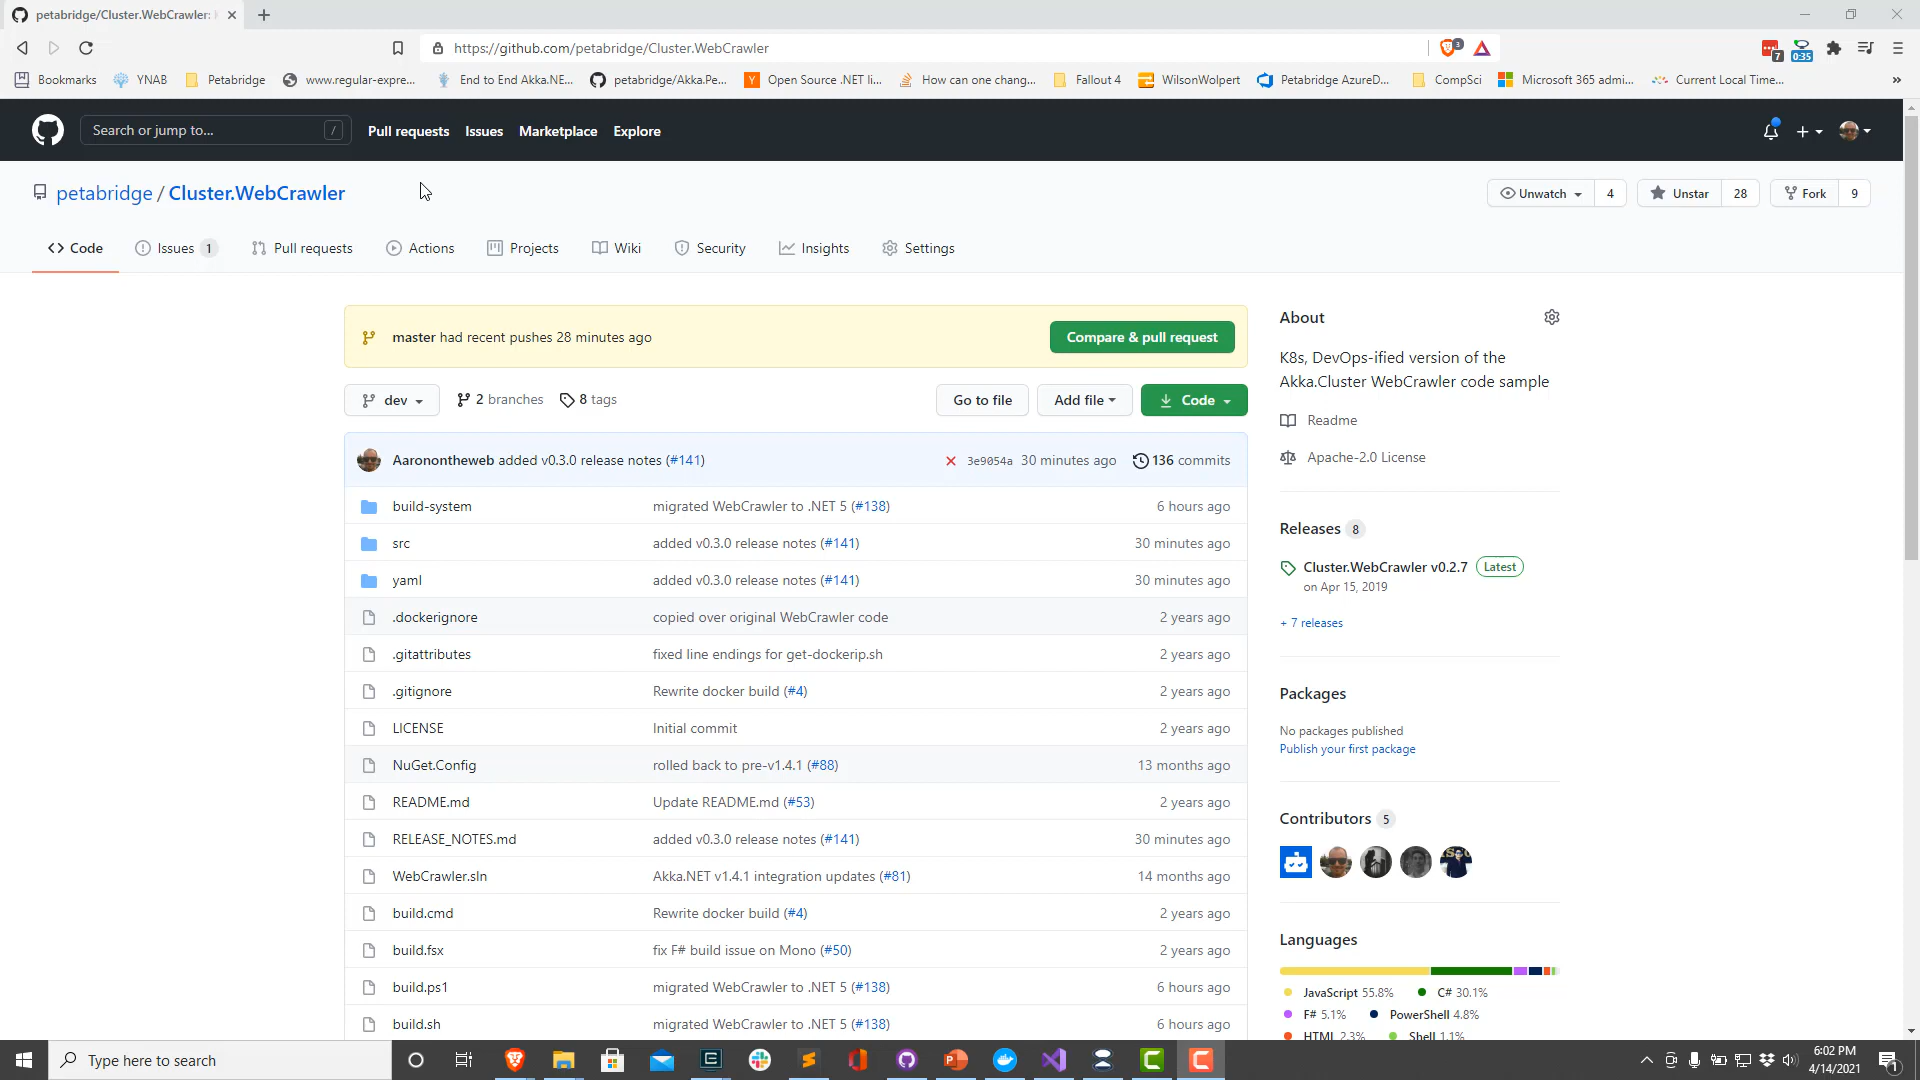 petabridge/Cluster.WebCrawler:
https://github.com/petabridge/Cluster.WebCrawler
3
7
0:35
Bookmarks
YNAB
Petabridge
www.regular-expre...
End to End Akka.NE...
petabridge/Akka.Pe...
Open Source .NET li...
How can one chang...
Fallout 4
WilsonWolpert
Petabridge AzureD...
CompSci
Microsoft 365 admi...
Current Local Time...
»
Search or jump to...
/
Pull requests
Issues
Marketplace
Explore
petabridge / Cluster.WebCrawler
Unwatch
4
Unstar
28
Fork
9
Code
Issues 1
Pull requests
Actions
Projects
Wiki
Security
Insights
Settings
master had recent pushes 28 minutes ago
Compare & pull request
dev
2 branches
8 tags
Go to file
Add file
Code
Aaronontheweb added v0.3.0 release notes (#141)
3e9054a 30 minutes ago
136 commits
build-system
migrated WebCrawler to .NET 5 (#138)
6 hours ago
src
added v0.3.0 release notes (#141)
30 minutes ago
yaml
added v0.3.0 release notes (#141)
30 minutes ago
.dockerignore
copied over original WebCrawler code
2 years ago
.gitattributes
fixed line endings for get-dockerip.sh
2 years ago
.gitignore
Rewrite docker build (#4)
2 years ago
LICENSE
Initial commit
2 years ago
NuGet.Config
rolled back to pre-v1.4.1 (#88)
13 months ago
README.md
Update README.md (#53)
2 years ago
RELEASE_NOTES.md
added v0.3.0 release notes (#141)
30 minutes ago
WebCrawler.sln
Akka.NET v1.4.1 integration updates (#81)
14 months ago
build.cmd
Rewrite docker build (#4)
2 years ago
build.fsx
fix F# build issue on Mono (#50)
2 years ago
build.ps1
migrated WebCrawler to .NET 5 (#138)
6 hours ago
build.sh
migrated WebCrawler to .NET 5 (#138)
6 hours ago
About
K8s, DevOps-ified version of the
Akka.Cluster WebCrawler code sample
Readme
Apache-2.0 License
Releases 8
Cluster.WebCrawler v0.2.7
Latest
on Apr 15, 2019
+ 7 releases
Packages
No packages published
Publish your first package
Contributors 5
Languages
JavaScript 55.8%
C# 30.1%
F# 5.1%
PowerShell 4.8%
HTML 2.3%
Shell 1.1%
Type here to search
6:02 PM
4/14/2021
1